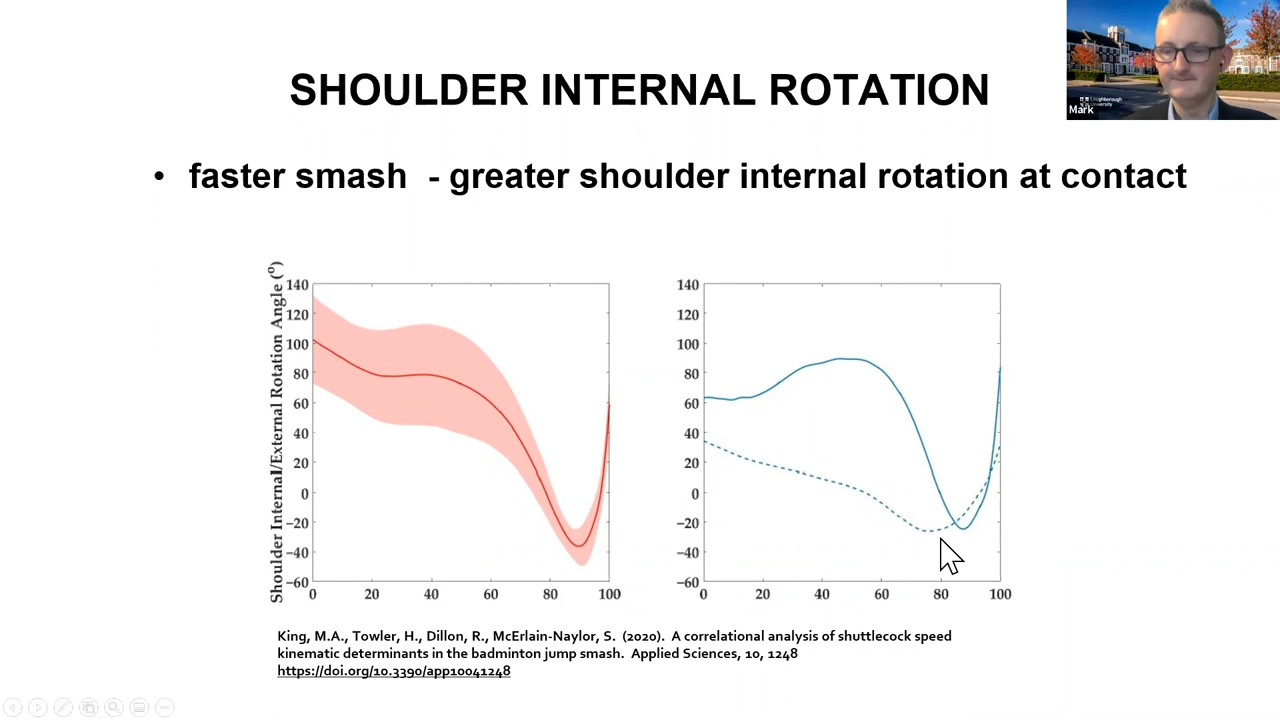 SHOULDER INTERNAL ROTATION
• faster smash - greater shoulder internal rotation at contact
Mark
Loughborough
University
Shoulder Internal/External Rotation Angle (º)
140
120
100
80
60
40
20
0
−20
−40
−60
0 20 40 60 80 100
140
120
100
80
60
40
20
0
−20
−40
−60
0 20 40 60 80 100
King, M.A., Towler, H., Dillon, R., McErlain-Naylor, S. (2020). A correlational analysis of shuttlecock speed
kinematic determinants in the badminton jump smash. Applied Sciences, 10, 1248
https://doi.org/10.3390/app10041248